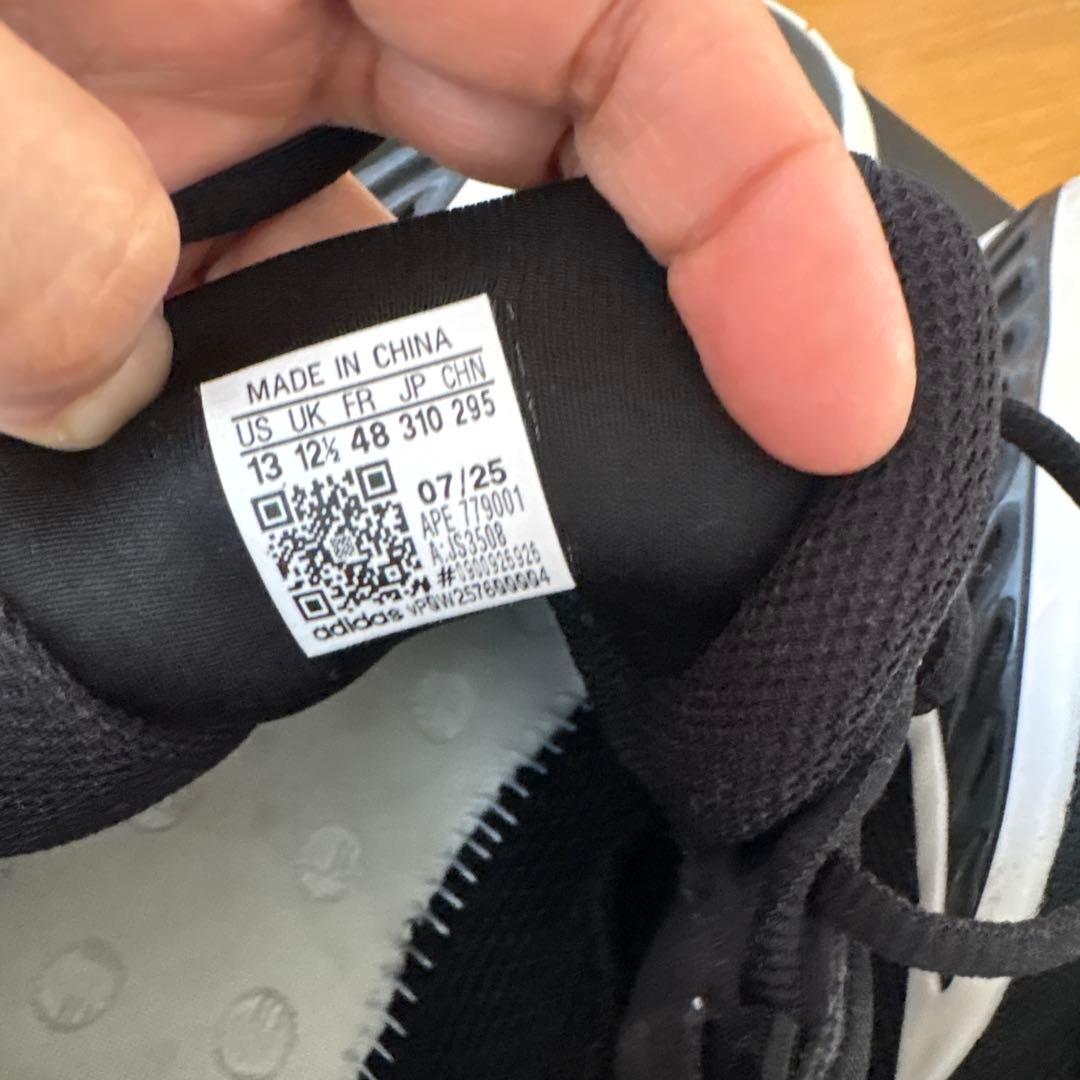 MADE IN CHINA
US UK FR JP CHN
13 12½ 48 310 295
07/25
APE 779001
A:JS3508
#0900926926
adidas